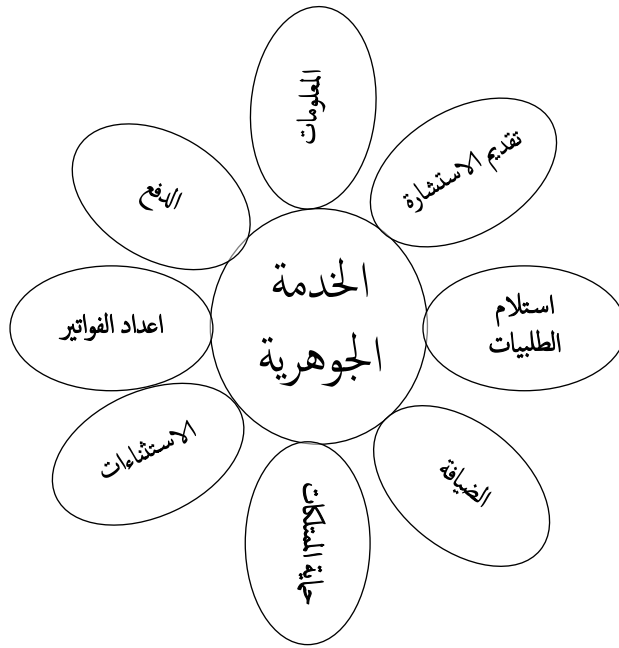 المعلومات
تقديم الاستشارة
استلام
الطلبيات
الضيافة
حماية الممتلكات
الاستثناءات
اعداد الفواتير
الدفع
الخدمة
الجوهرية